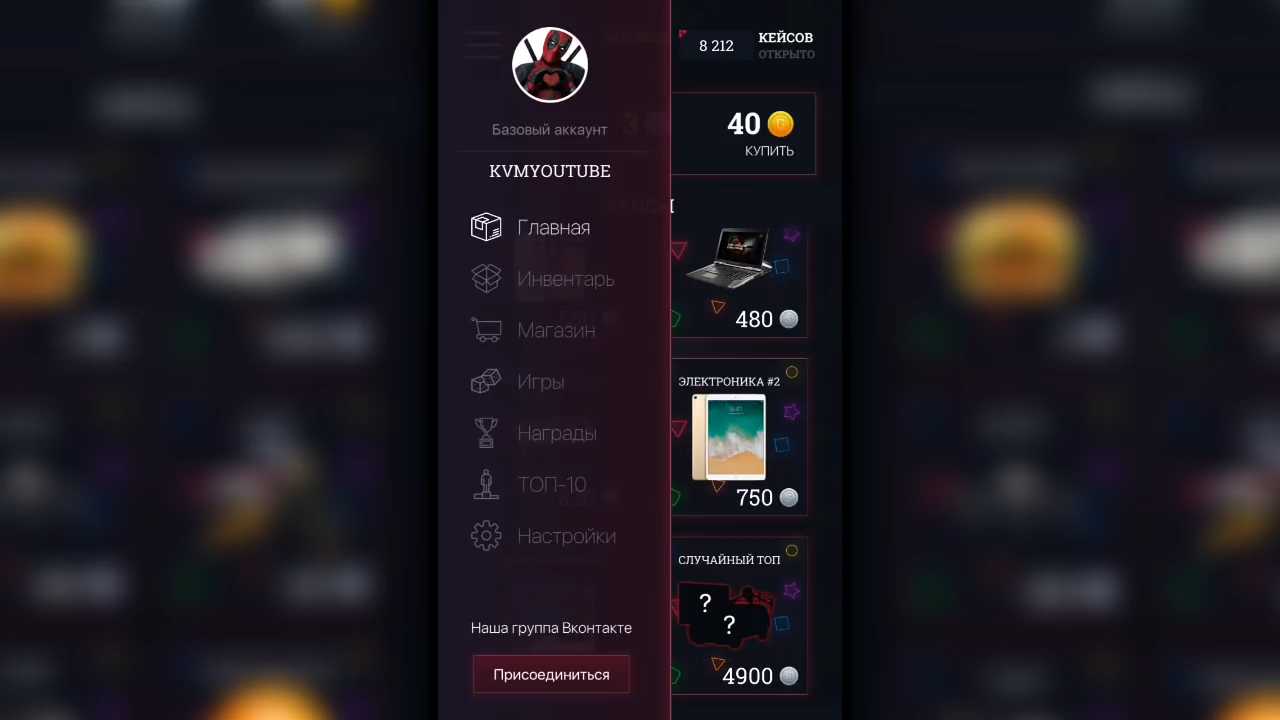 Базовый аккаунт
KVMYOUTUBE
Главная
Инвентарь
Магазин
Игры
Награды
ТОП-10
Настройки
Наша группа Вконтакте
Присоединиться
8 212
КЕЙСОВ
ОТКРЫТО
40
КУПИТЬ
480
ЭЛЕКТРОНИКА #2
750
СЛУЧАЙНЫЙ ТОП
?
?
4900